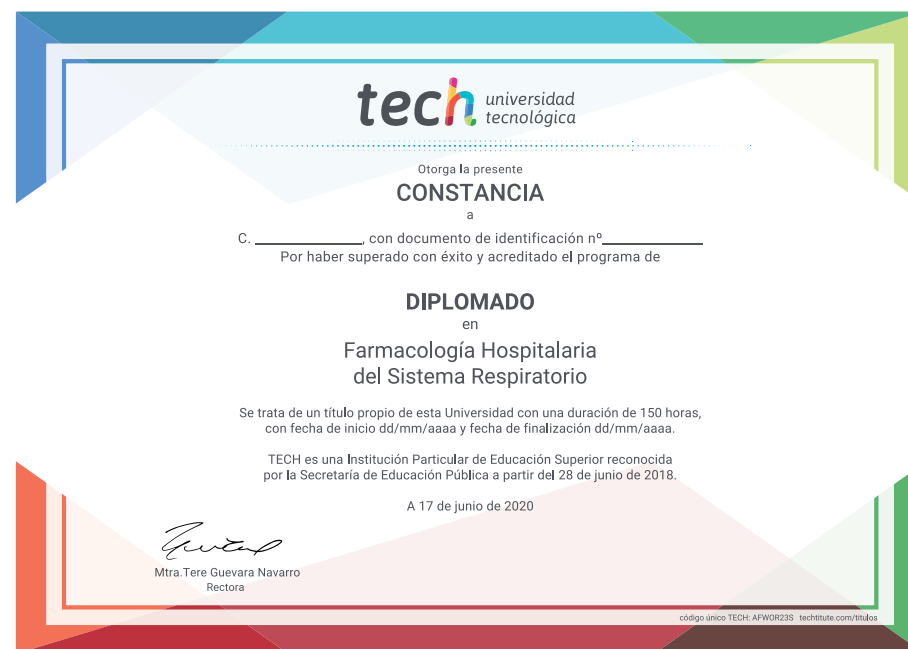 tech universidad
tecnológica
Otorga la presente
CONSTANCIA
a
C. ______________, con documento de identificación nº_____________
Por haber superado con éxito y acreditado el programa de
DIPLOMADO
en
Farmacología Hospitalaria
del Sistema Respiratorio
Se trata de un título propio de esta Universidad con una duración de 150 horas,
con fecha de inicio dd/mm/aaaa y fecha de finalización dd/mm/aaaa.
TECH es una Institución Particular de Educación Superior reconocida
por la Secretaría de Educación Pública a partir del 28 de junio de 2018.
A 17 de junio de 2020
Mtra.Tere Guevara Navarro
Rectora
código único TECH: AFWOR23S techtitute.com/titulos